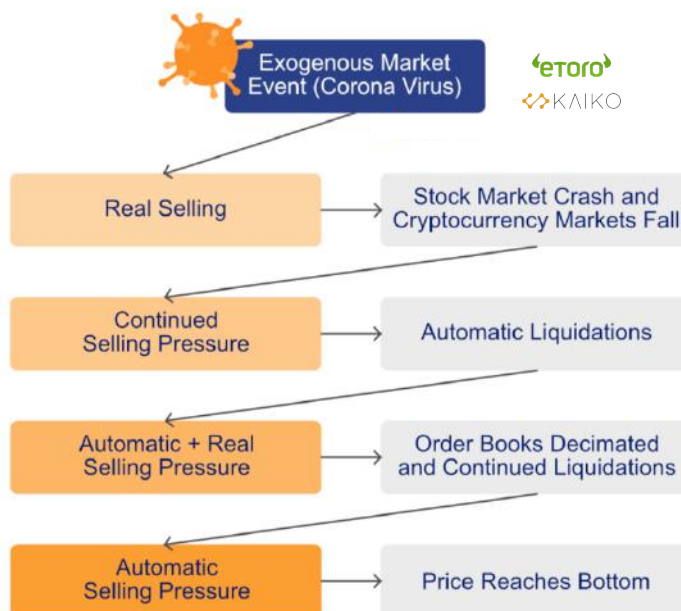 Exogenous Market
Event (Corona Virus)
eTORO
KAIKO
Real Selling
Stock Market Crash and
Cryptocurrency Markets Fall
Continued
Selling Pressure
Automatic Liquidations
Automatic + Real
Selling Pressure
Order Books Decimated
and Continued Liquidations
Automatic
Selling Pressure
Price Reaches Bottom